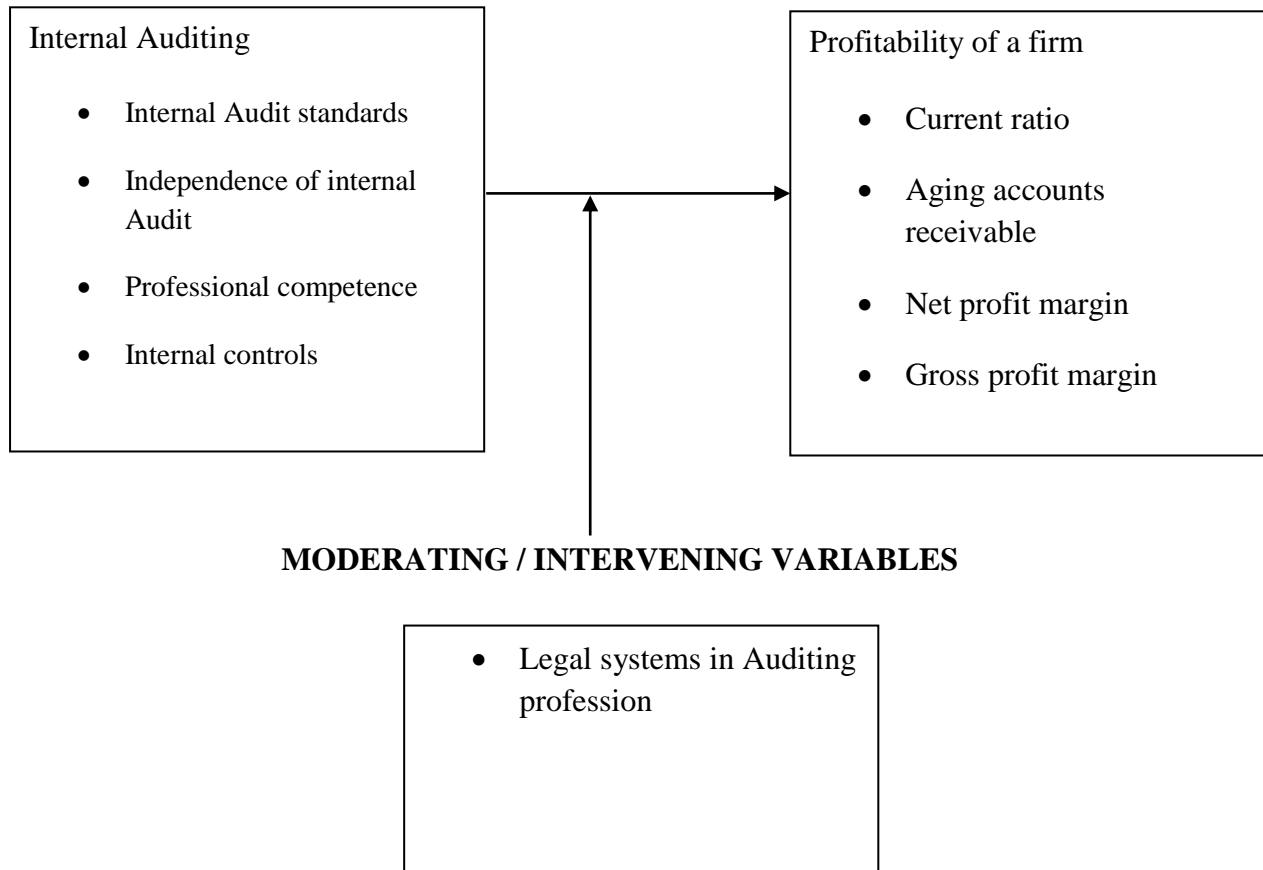 Internal Auditing
• Internal Audit standards
• Independence of internal
Audit
• Professional competence
• Internal controls
Profitability of a firm
• Current ratio
• Aging accounts
receivable
• Net profit margin
• Gross profit margin
MODERATING / INTERVENING VARIABLES
• Legal systems in Auditing
profession